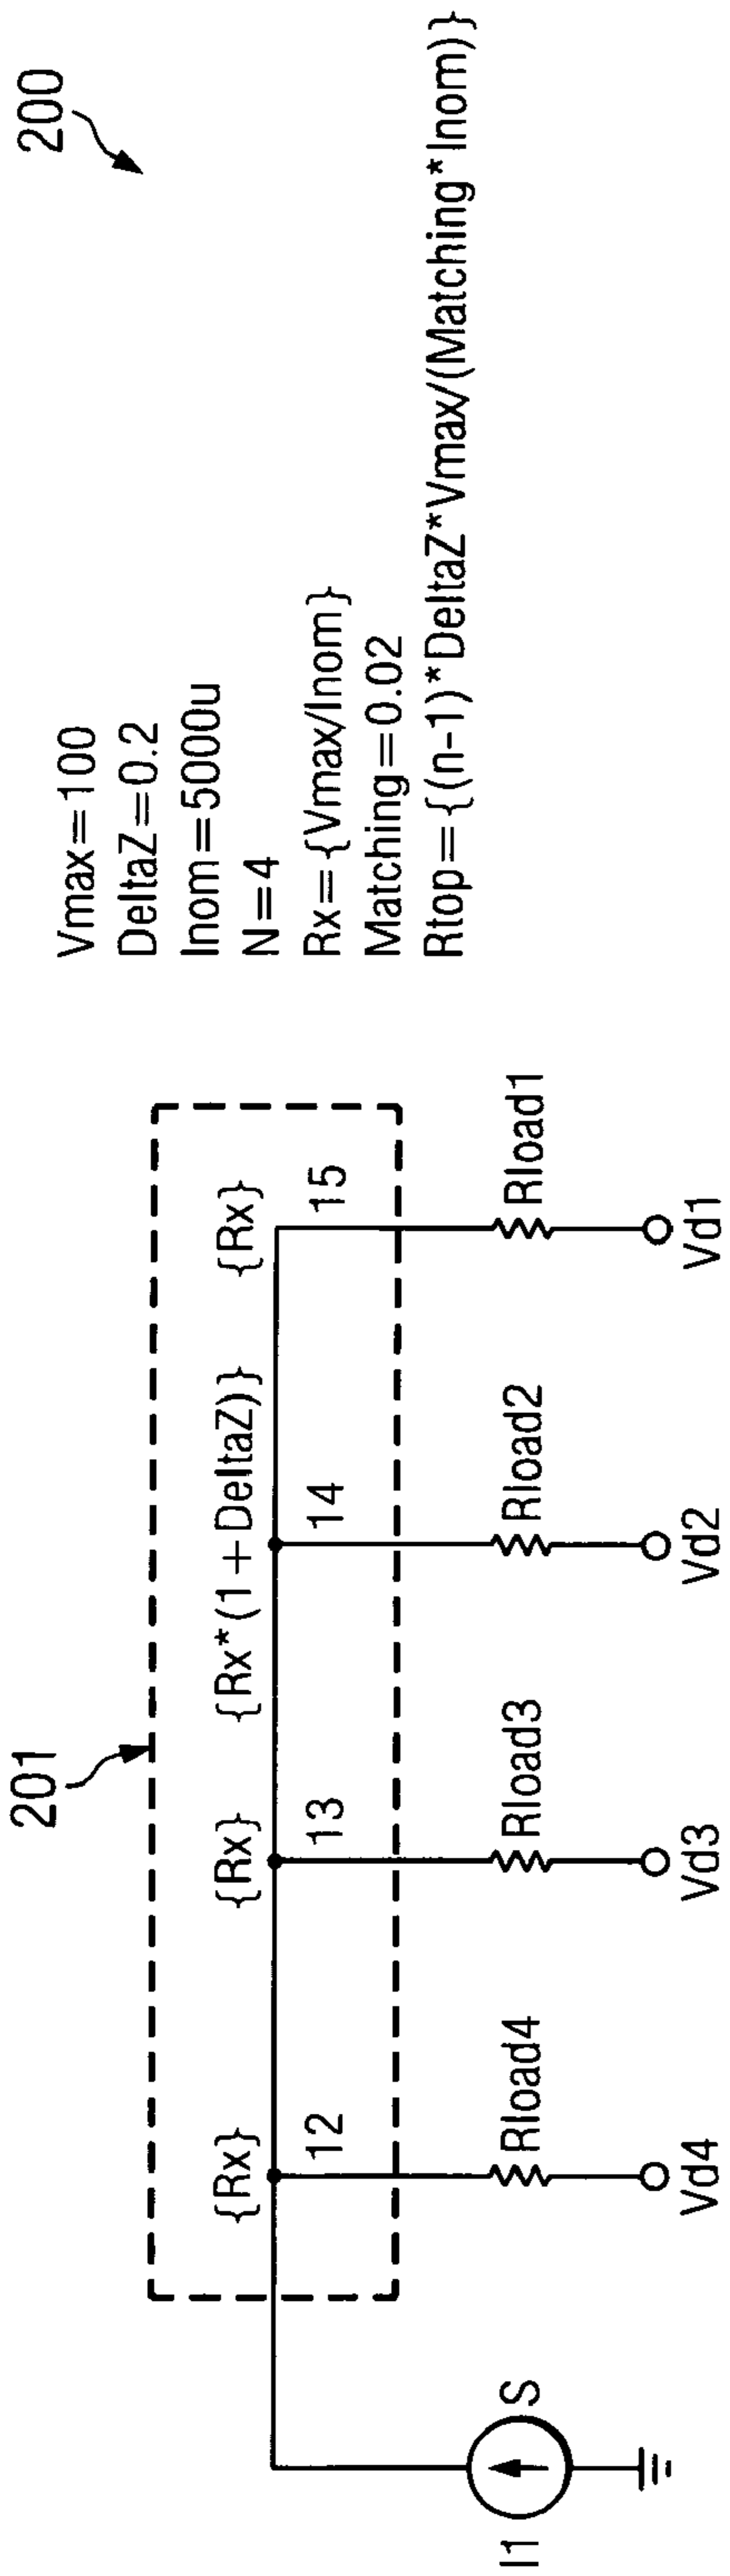 200
Vmax=100
DeltaZ=0.2
Inom=5000u
N=4
Rx={Vmax/Inom}
Matching=0.02
Rtop={(n-1)*DeltaZ*Vmax/(Matching*Inom)}
201
{Rx} {Rx} {Rx*(1+DeltaZ)} {Rx}
12 13 14 15
I1 S Rload4 Rload3 Rload2 Rload1
Vd4 Vd3 Vd2 Vd1